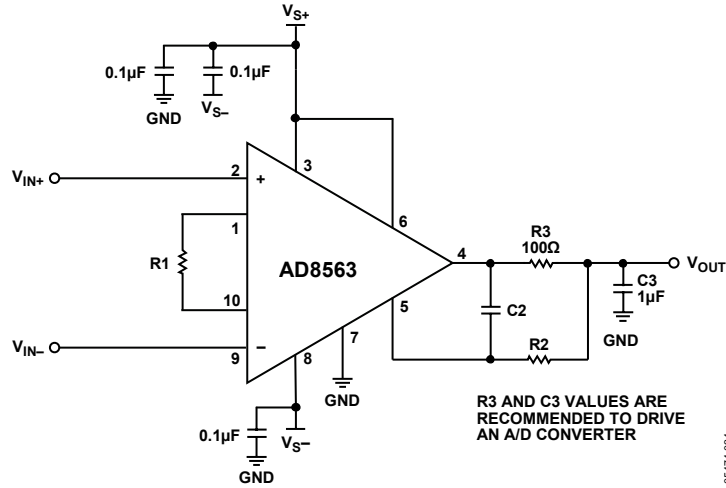 VS+
0.1µF
0.1µF
GND
VS–
VIN+
2
+
3
1
6
R1
AD8563
4
R3
100Ω
VOUT
C3
1µF
GND
10
5
C2
R2
VIN–
9
–
8
7
GND
0.1µF
VS–
GND
R3 AND C3 VALUES ARE
RECOMMENDED TO DRIVE
AN A/D CONVERTER